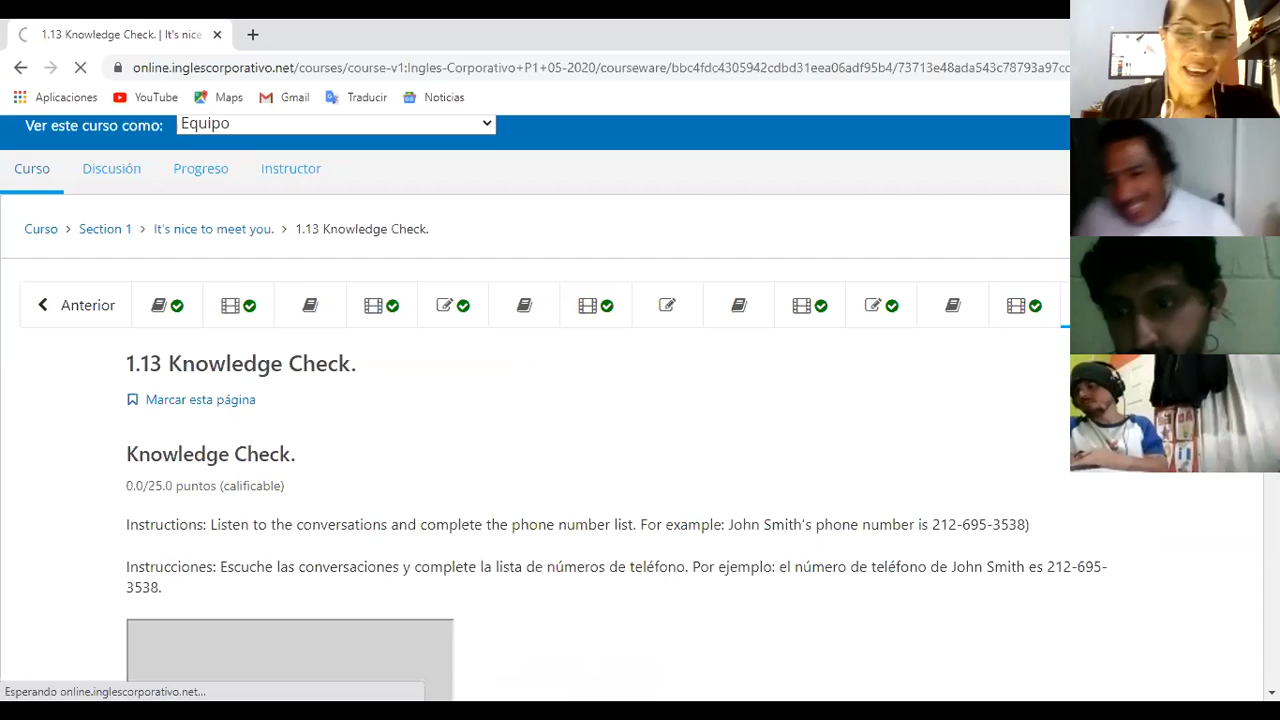 1.13 Knowledge Check. | It's nice
online.inglescorporativo.net/courses/course-v1:Ingles-Corporativo+P1+05-2020/courseware/bbc4fdc4305942cdbd31eea06adf95b4/73713e48ada543c78793a97cc
Aplicaciones YouTube Maps Gmail Traducir Noticias
Ver este curso como: Equipo
Curso Discusión Progreso Instructor
Curso > Section 1 > It's nice to meet you. > 1.13 Knowledge Check.
Anterior
1.13 Knowledge Check.
Marcar esta página
Knowledge Check.
0.0/25.0 puntos (calificable)
Instructions: Listen to the conversations and complete the phone number list. For example: John Smith's phone number is 212-695-3538)
Instrucciones: Escuche las conversaciones y complete la lista de números de teléfono. Por ejemplo: el número de teléfono de John Smith es 212-695-
3538.
Esperando online.inglescorporativo.net...